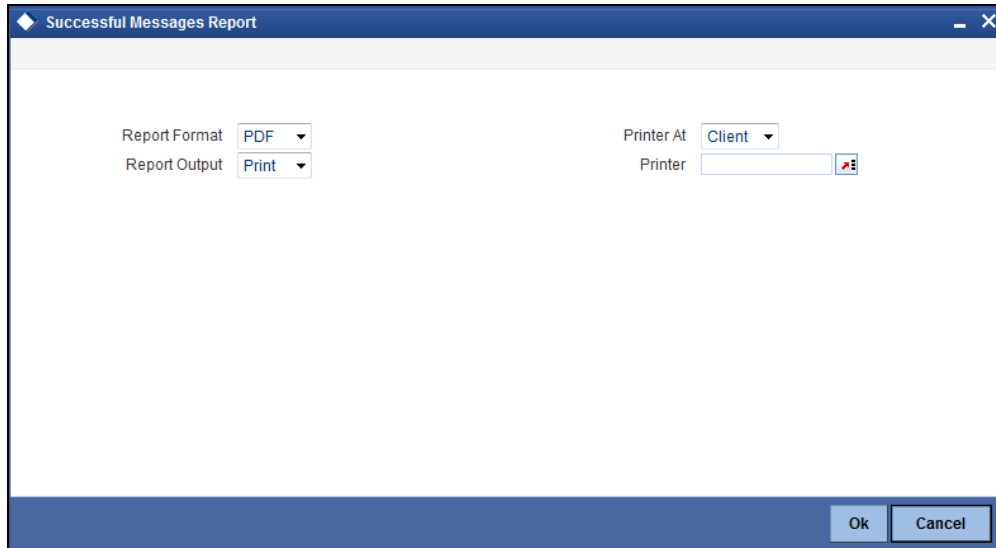 Successful Messages Report
Report Format PDF Printer At Client
Report Output Print Printer
Ok Cancel